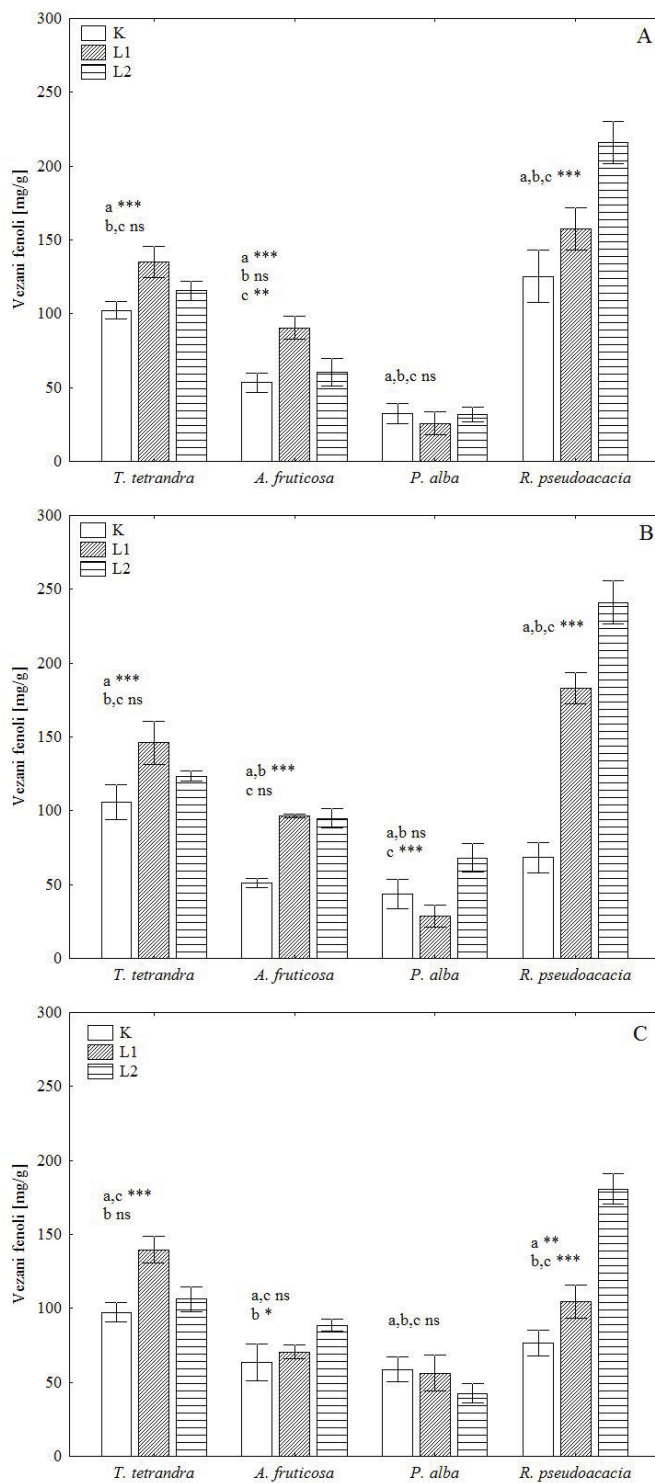 A
K
L1
L2
300
250
200
150
100
50
0
Vezani fenoli [mg/g]
a ***
b,c ns
a ***
b ns
c **
a,b,c ns
a,b,c ***
T. tetrandra A. fruticosa P. alba R. pseudoacacia
B
K
L1
L2
300
250
200
150
100
50
0
Vezani fenoli [mg/g]
a ***
b,c ns
a,b ***
c ns
a,b ns
c ***
a,b,c ***
T. tetrandra A. fruticosa P. alba R. pseudoacacia
C
K
L1
L2
300
250
200
150
100
50
0
Vezani fenoli [mg/g]
a,c ***
b ns
a,c ns
b *
a,b,c ns
a **
b,c ***
T. tetrandra A. fruticosa P. alba R. pseudoacacia